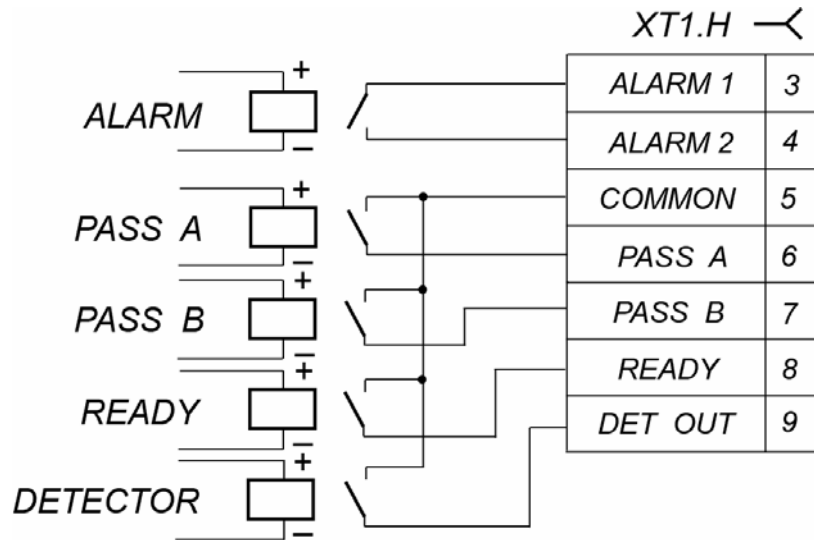 XT1.H
ALARM 1 3
ALARM 2 4
COMMON 5
PASS A 6
PASS B 7
READY 8
DET OUT 9
+
ALARM
−
+
PASS A
−
+
PASS B
−
+
READY
−
+
DETECTOR
−